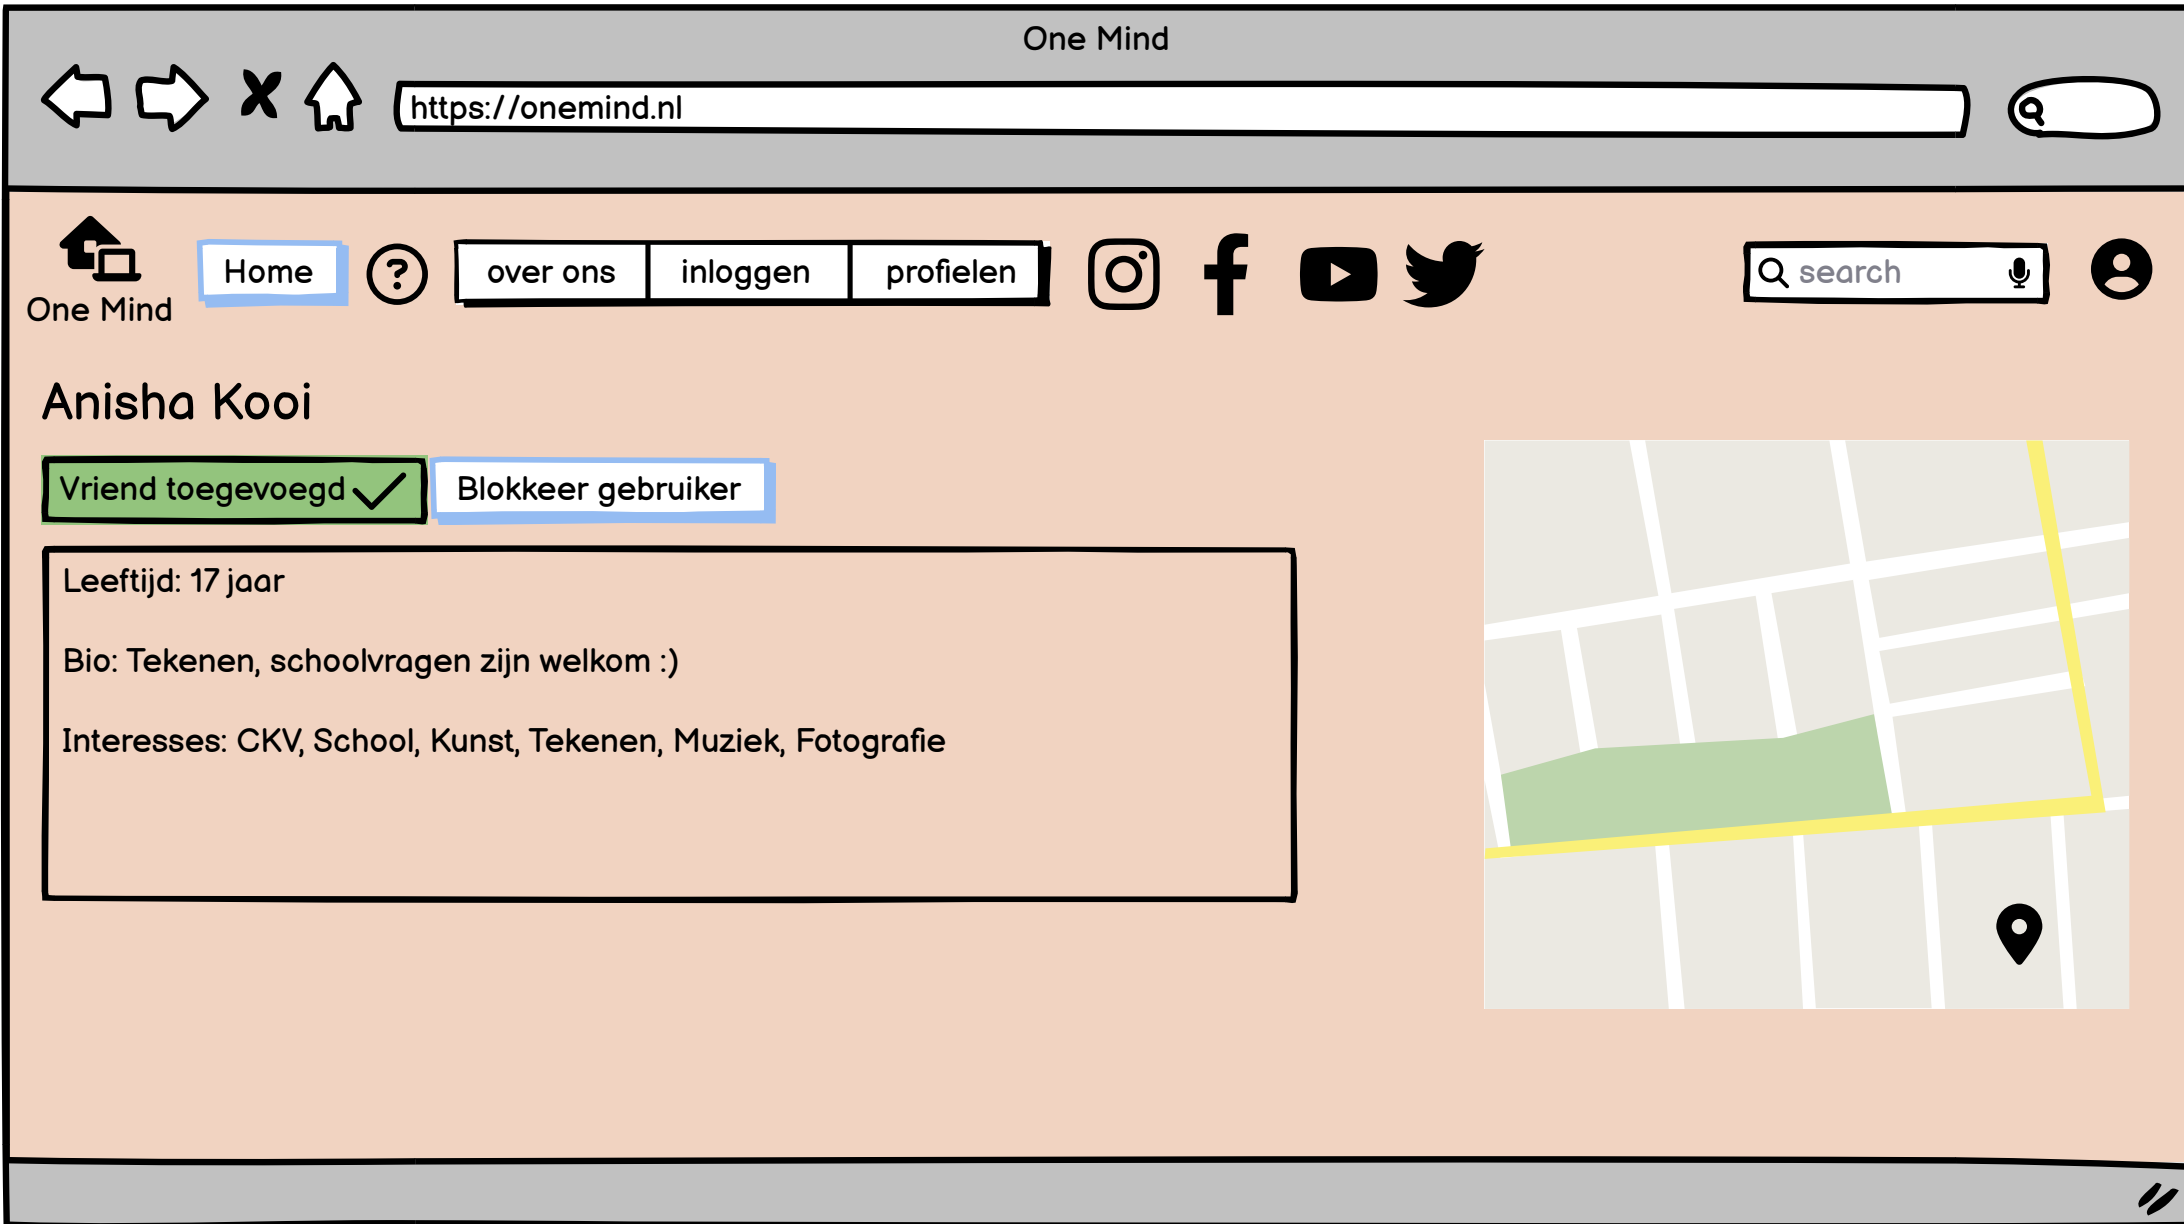 One Mind
https://onemind.nl
Home
?
over ons
inloggen
profielen
search
One Mind
Anisha Kooi
Vriend toegevoegd
Blokkeer gebruiker
Leeftijd: 17 jaar
Bio: Tekenen, schoolvragen zijn welkom :)
Interesses: CKV, School, Kunst, Tekenen, Muziek, Fotografie